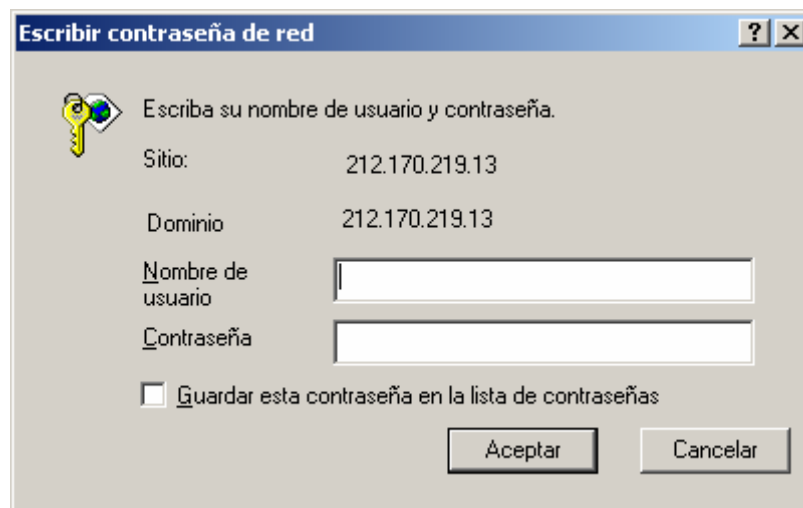 Escribir contraseña de red
Escriba su nombre de usuario y contraseña.
Sitio: 212.170.219.13
Dominio 212.170.219.13
Nombre de
usuario
Contraseña
Guardar esta contraseña en la lista de contraseñas
Aceptar Cancelar